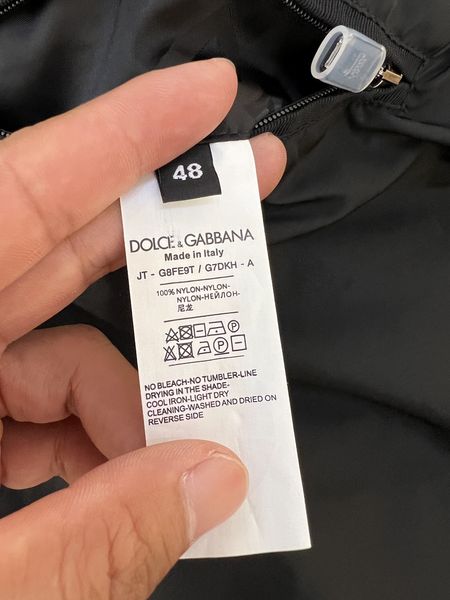 48
DOLCE & GABBANA
Made in Italy
JT - G8FE9T / G7DKH - A
100% NYLON-NYLON-
NYLON-НЕЙЛОН-
尼龙
NO BLEACH-NO TUMBLER-LINE
DRYING IN THE SHADE-
COOL IRON-LIGHT DRY
CLEANING-WASHED AND DRIED ON
REVERSE SIDE